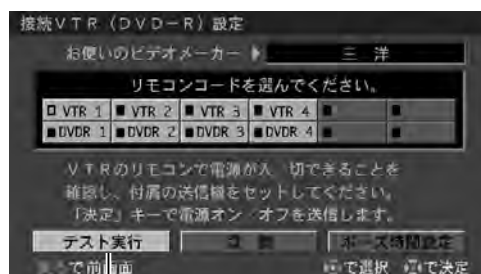 接続VTR(DVD-R)設定
お使いのビデオメーカー ▶ 三 洋
リモコンコードを選んでください。
VTR 1 VTR 2 VTR 3 VTR 4
DVDR 1 DVDR 2 DVDR 3 DVDR 4
VTRのリモコンで電源が入 切できることを
確認し、付属の送信機をセットしてください。
「決定」キーで電源オン オフを送信します。
テスト実行 ポーズ時間設定
で前画面 で選択 で決定